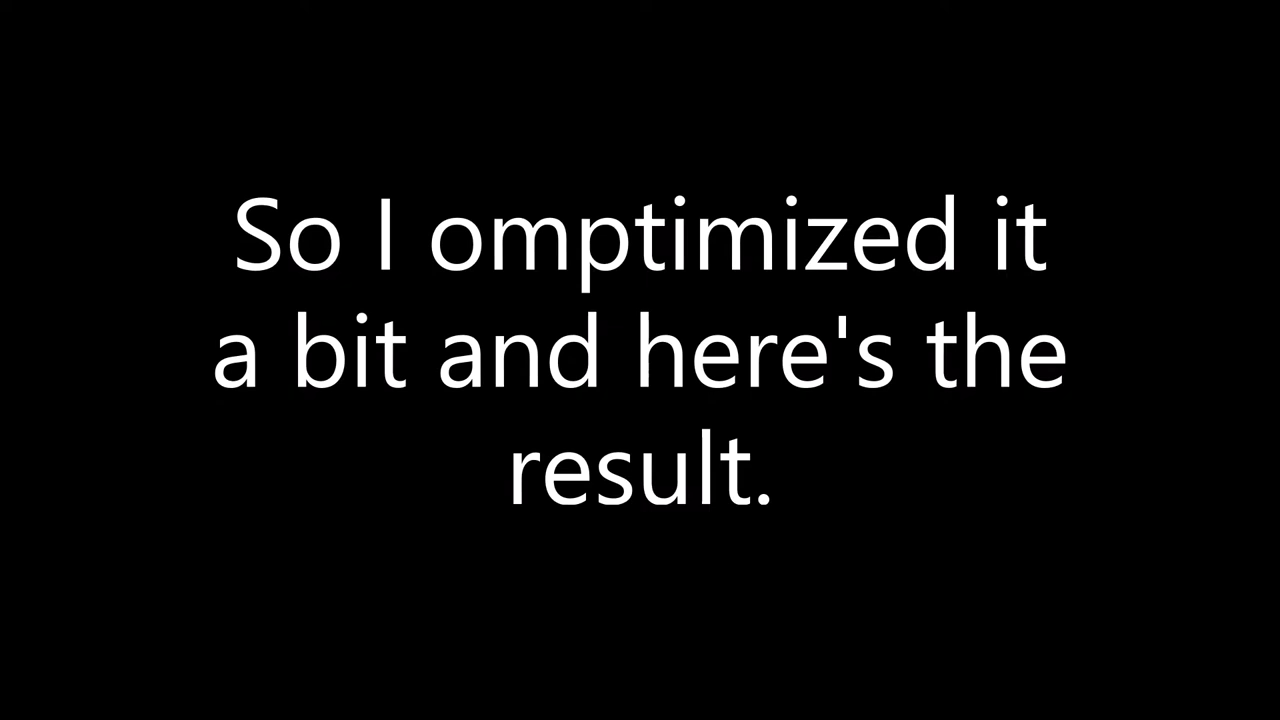 So I omptimized it
a bit and here's the
result.